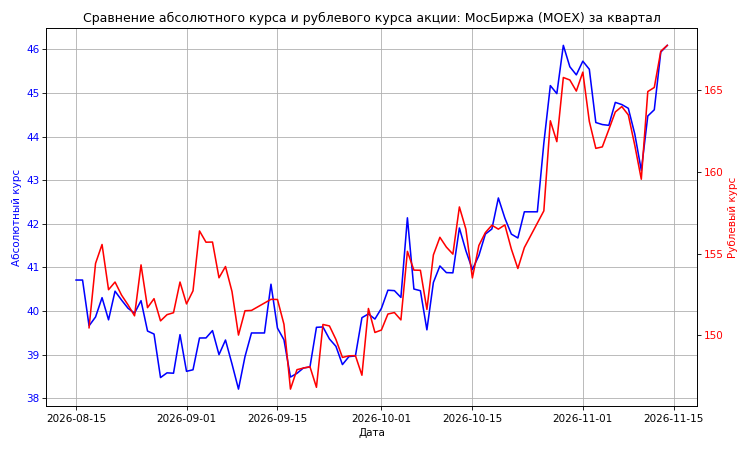 Сравнение абсолютного курса и рублевого курса акции: МосБиржа (MOEX) за квартал
46
45
44
43
42
41
40
39
38
Абсолютный курс
165
160
155
150
Рублевый курс
2026-08-15 2026-09-01 2026-09-15 2026-10-01 2026-10-15 2026-11-01 2026-11-15
Дата